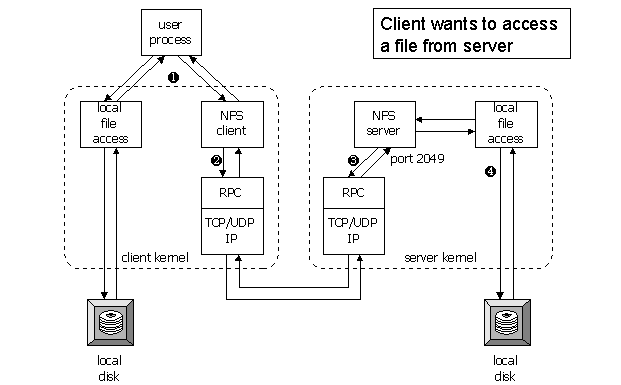 Client wants to access
a file from server
user
process
❶
local
file
access
NFS
client
NFS
server
local
file
access
❷
❸
port 2049
❹
RPC
TCP/UDP
IP
RPC
TCP/UDP
IP
client kernel
server kernel
local
disk
local
disk